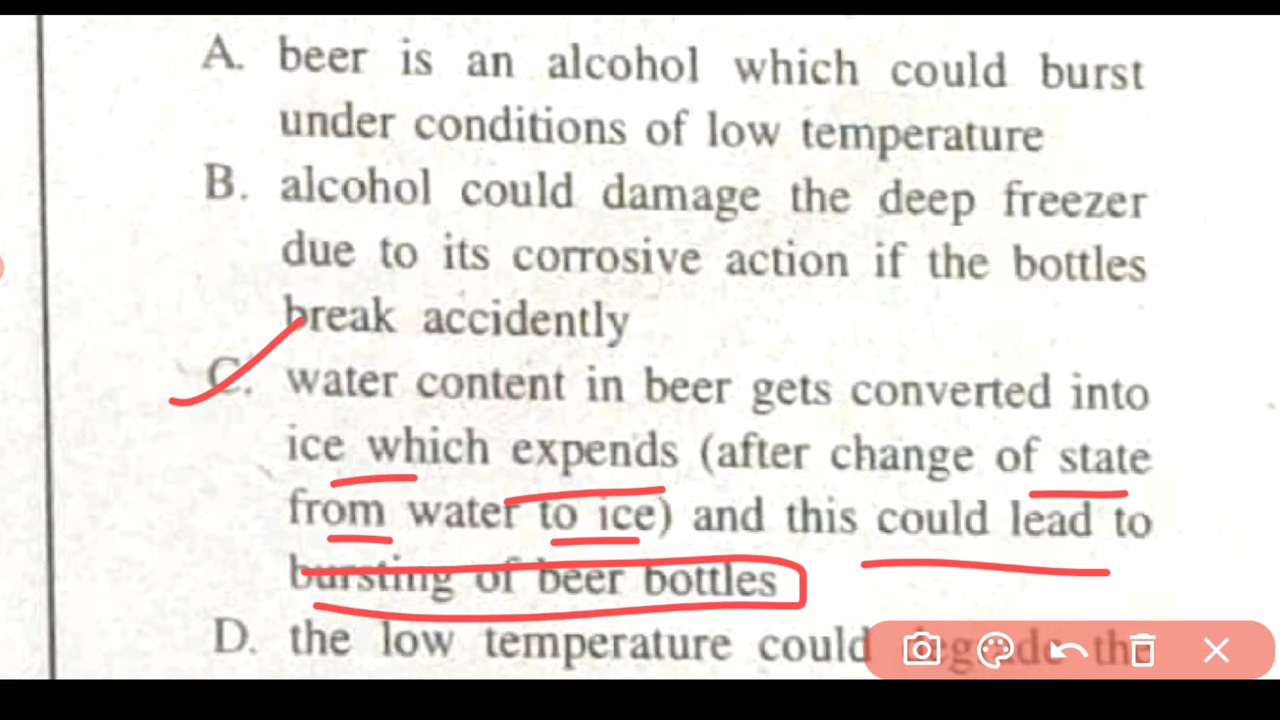 A. beer is an alcohol which could burst
under conditions of low temperature
B. alcohol could damage the deep freezer
due to its corrosive action if the bottles
break accidently
C. water content in beer gets converted into
ice which expends (after change of state
from water to ice) and this could lead to
bursting of beer bottles
D. the low temperature could degrade the